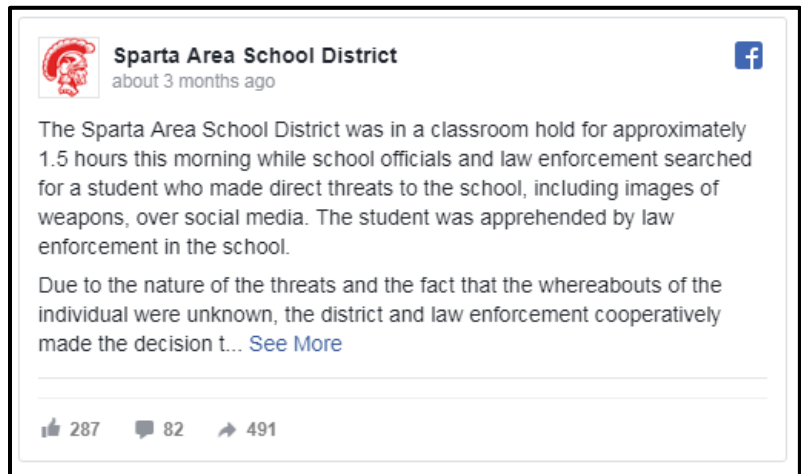 Sparta Area School District
about 3 months ago
The Sparta Area School District was in a classroom hold for approximately
1.5 hours this morning while school officials and law enforcement searched
for a student who made direct threats to the school, including images of
weapons, over social media. The student was apprehended by law
enforcement in the school.
Due to the nature of the threats and the fact that the whereabouts of the
individual were unknown, the district and law enforcement cooperatively
made the decision t... See More
287 82 491